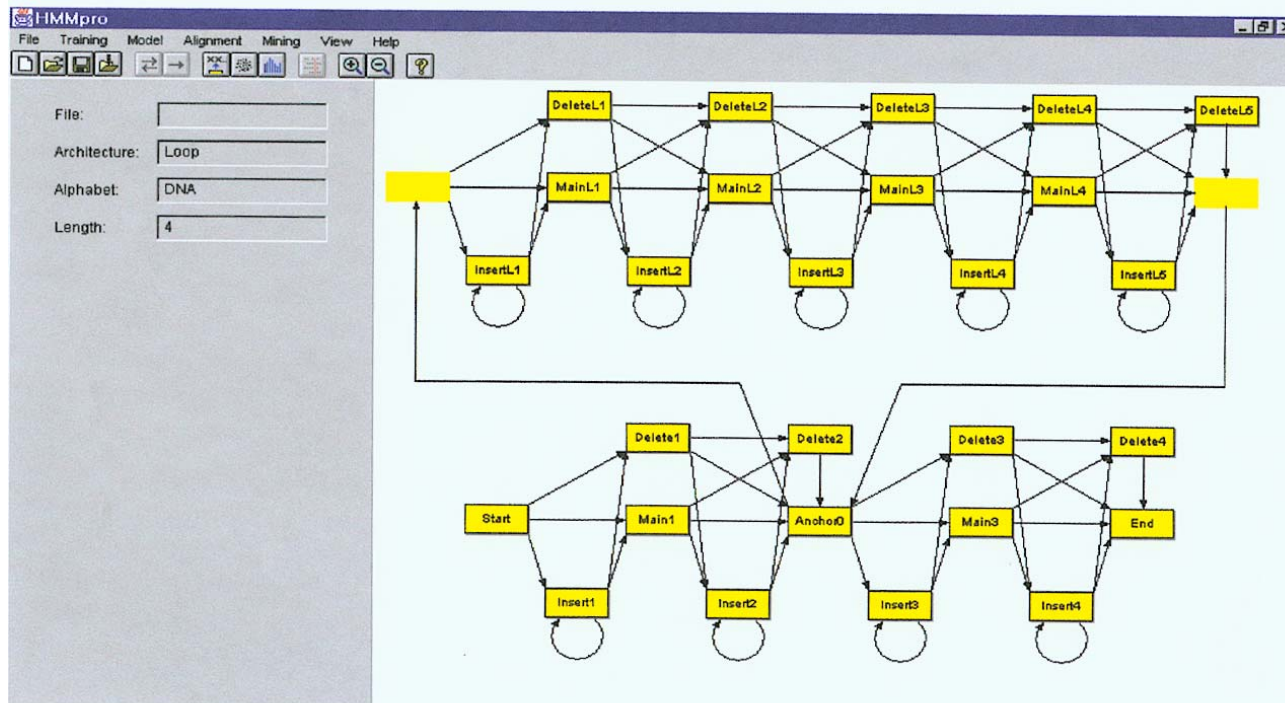 HMMpro
File Training Model Alignment Mining View Help
File:
Architecture: Loop
Alphabet: DNA
Length: 4
DeleteL1 DeleteL2 DeleteL3 DeleteL4 DeleteL5
MainL1 MainL2 MainL3 MainL4
InsertL1 InsertL2 InsertL3 InsertL4 InsertL5
Delete1 Delete2 Delete3 Delete4
Start Main1 Anchor0 Main3 End
Insert1 Insert2 Insert3 Insert4